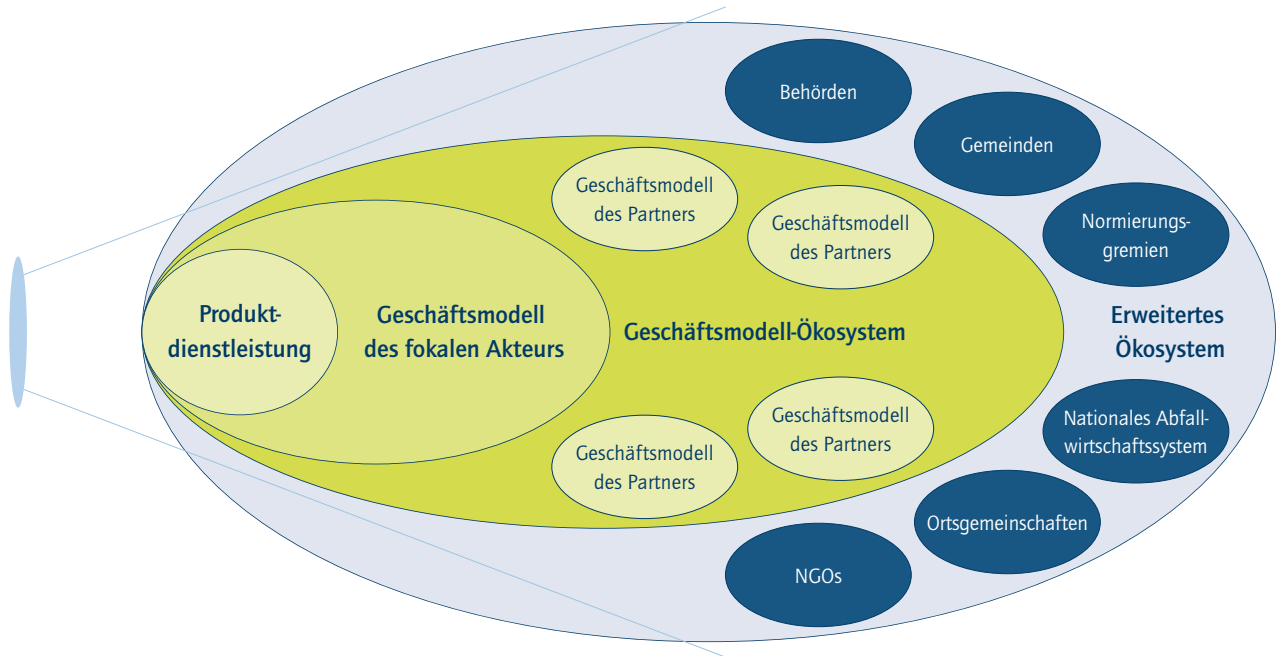 Behörden
Gemeinden
Geschäftsmodell
des Partners
Geschäftsmodell
des Partners
Normierungs-
gremien
Produkt-
dienstleistung
Geschäftsmodell
des fokalen Akteurs
Geschäftsmodell-Ökosystem
Erweitertes
Ökosystem
Geschäftsmodell
des Partners
Geschäftsmodell
des Partners
Nationales Abfall-
wirtschaftssystem
Ortsgemeinschaften
NGOs